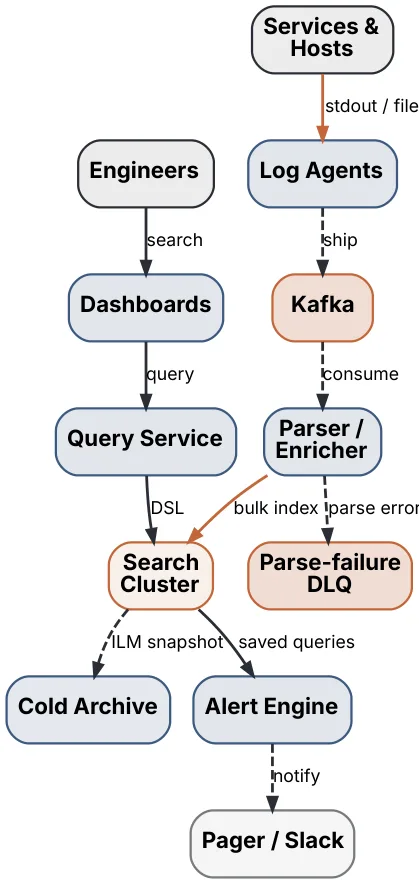 Services &
Hosts
stdout / file
Engineers
Log Agents
search
ship
Dashboards
Kafka
query
consume
Query Service
Parser /
Enricher
DSL
bulk index
parse error
Search
Cluster
Parse-failure
DLQ
ILM snapshot
saved queries
Cold Archive
Alert Engine
notify
Pager / Slack